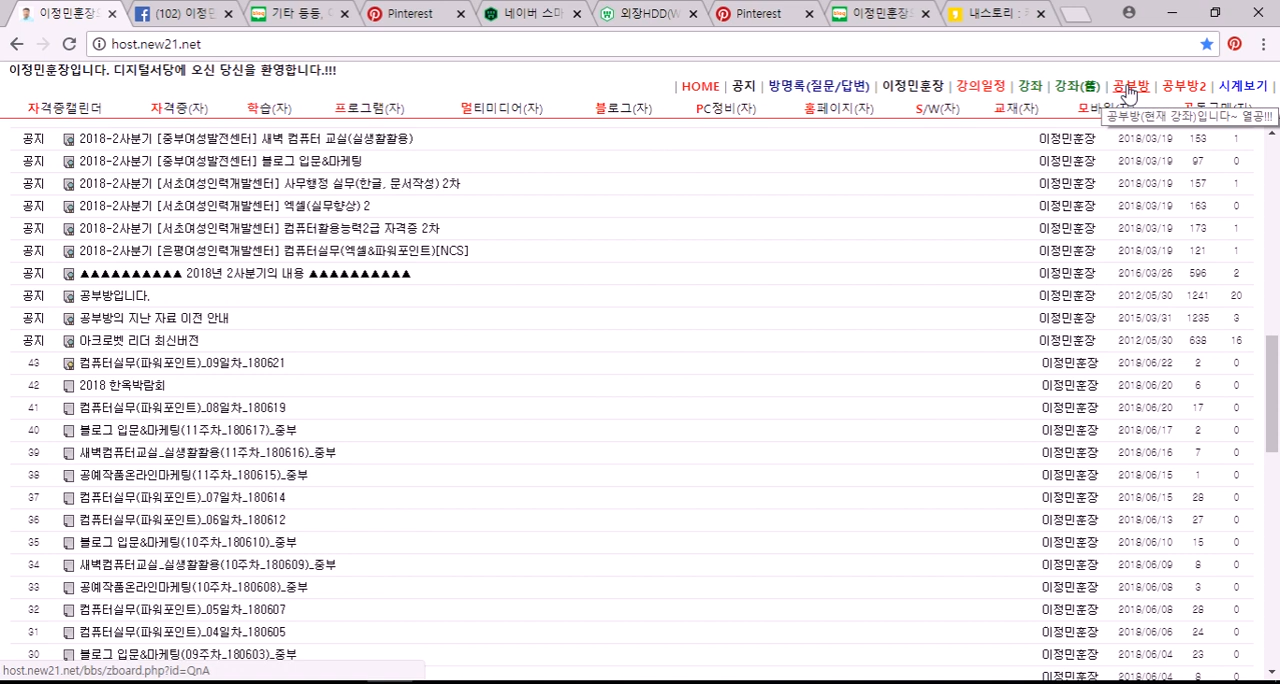 이정민훈장의
(102) 이정민
기타 등등,
Pinterest
네이버 스마
외장HDD(W
Pinterest
이정민훈장의
내스토리 :
host.new21.net
이정민훈장입니다. 디지털서당에 오신 당신을 환영합니다.!!!
| HOME | 공지 | 방명록(질문/답변) | 이정민훈장 | 강의일정 | 강좌 | 강좌(舊) | 공부방 | 공부방2 | 시계보기 |
자격증캘린더 자격증(자) 학습(자) 프로그램(자) 멀티미디어(자) 블로그(자) PC정비(자) 홈페이지(자) S/W(자) 교재(자)
공부방(현재 강좌)입니다~ 열공!!!
공지 2018-2사분기 [중부여성발전센터] 새벽 컴퓨터 교실(실생활활용) 이정민훈장 2018/03/19 153 1
공지 2018-2사분기 [중부여성발전센터] 블로그 입문&마케팅 이정민훈장 2018/03/19 97 0
공지 2018-2사분기 [서초여성인력개발센터] 사무행정 실무(한글, 문서작성) 2차 이정민훈장 2018/03/19 157 1
공지 2018-2사분기 [서초여성인력개발센터] 엑셀(실무향상) 2 이정민훈장 2018/03/19 163 0
공지 2018-2사분기 [서초여성인력개발센터] 컴퓨터활용능력2급 자격증 2차 이정민훈장 2018/03/19 173 1
공지 2018-2사분기 [은평여성인력개발센터] 컴퓨터실무(엑셀&파워포인트)[NCS] 이정민훈장 2018/03/19 121 1
공지 ▲▲▲▲▲▲▲▲▲▲ 2018년 2사분기의 내용 ▲▲▲▲▲▲▲▲▲▲ 이정민훈장 2016/03/26 596 2
공지 공부방입니다. 이정민훈장 2012/05/30 1241 20
공지 공부방의 지난 자료 이전 안내 이정민훈장 2015/03/31 1235 3
공지 아크로벳 리더 최신버전 이정민훈장 2012/05/30 638 16
43 컴퓨터실무(파워포인트)_09일차_180621 이정민훈장 2018/06/22 2 0
42 2018 한옥박람회 이정민훈장 2018/06/20 6 0
41 컴퓨터실무(파워포인트)_08일차_180619 이정민훈장 2018/06/20 17 0
40 블로그 입문&마케팅(11주차_180617)_중부 이정민훈장 2018/06/17 2 0
39 새벽컴퓨터교실_실생활활용(11주차_180616)_중부 이정민훈장 2018/06/16 7 0
38 공예작품온라인마케팅(11주차_180615)_중부 이정민훈장 2018/06/15 1 0
37 컴퓨터실무(파워포인트)_07일차_180614 이정민훈장 2018/06/15 28 0
36 컴퓨터실무(파워포인트)_06일차_180612 이정민훈장 2018/06/13 27 0
35 블로그 입문&마케팅(10주차_180610)_중부 이정민훈장 2018/06/10 15 0
34 새벽컴퓨터교실_실생활활용(10주차_180609)_중부 이정민훈장 2018/06/09 8 0
33 공예작품온라인마케팅(10주차_180608)_중부 이정민훈장 2018/06/08 3 0
32 컴퓨터실무(파워포인트)_05일차_180607 이정민훈장 2018/06/08 28 0
31 컴퓨터실무(파워포인트)_04일차_180605 이정민훈장 2018/06/06 24 0
30 블로그 입문&마케팅(09주차_180603)_중부 이정민훈장 2018/06/04 23 0
이정민훈장 2018/06/04 8 0
host.new21.net/bbs/zboard.php?id=QnA